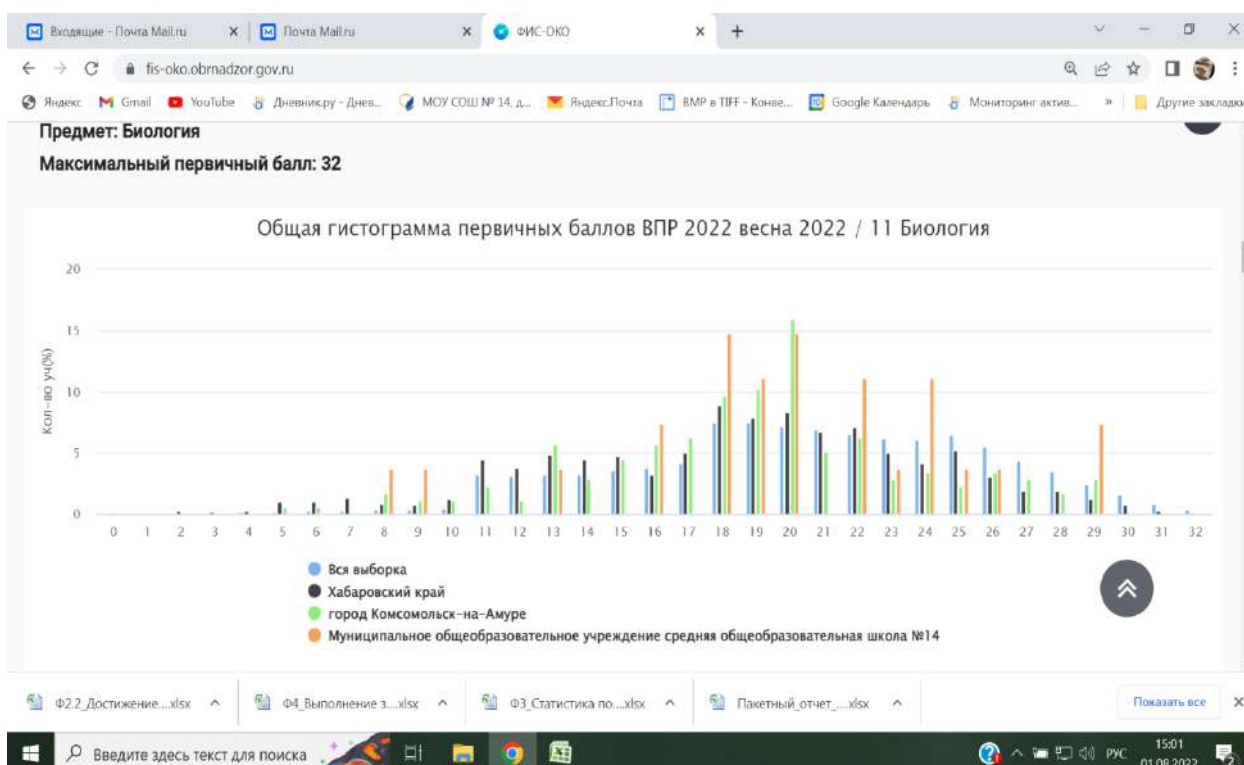 Входящие - Почта Mail.ru
Почта Mail.ru
ФИС-ОКО
fis-oko.obrnadzor.gov.ru
Яндекс
Gmail
YouTube
Дневник.ру - Днев...
МОУ СОШ № 14, д...
Яндекс.Почта
BMP в TIFF - Конве...
Google Календарь
Мониторинг актив...
»
Другие закладки
Предмет: Биология
Максимальный первичный балл: 32
Общая гистограмма первичных баллов ВПР 2022 весна 2022 / 11 Биология
Кол-во уч(%)
20
15
10
5
0
0 1 2 3 4 5 6 7 8 9 10 11 12 13 14 15 16 17 18 19 20 21 22 23 24 25 26 27 28 29 30 31 32
Вся выборка
Хабаровский край
город Комсомольск-на-Амуре
Муниципальное общеобразовательное учреждение средняя общеобразовательная школа №14
Ф2.2_Достижение....xlsx
Ф4_Выполнение з....xlsx
Ф3_Статистика по....xlsx
Пакетный_отчет_....xlsx
Показать все
Введите здесь текст для поиска
РУС
15:01
01.08.2022